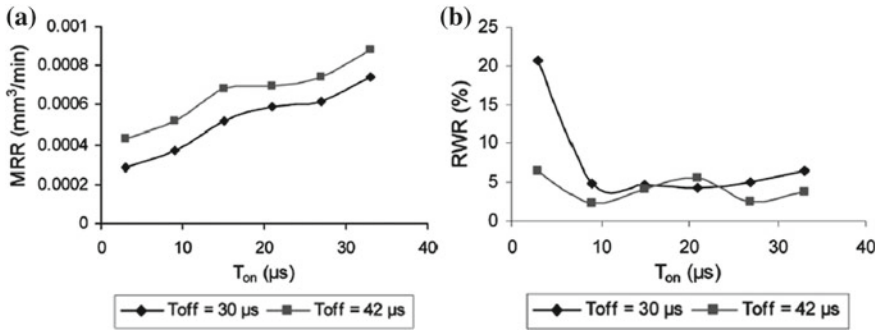 (a)
MRR (mm³/min)
0.001
0.0008
0.0006
0.0004
0.0002
0
0 10 20 30 40
Tₒₙ (µs)
Toff = 30 µs Toff = 42 µs
(b)
RWR (%)
25
20
15
10
5
0
0 10 20 30 40
Tₒₙ (µs)
Toff = 30 µs Toff = 42 µs